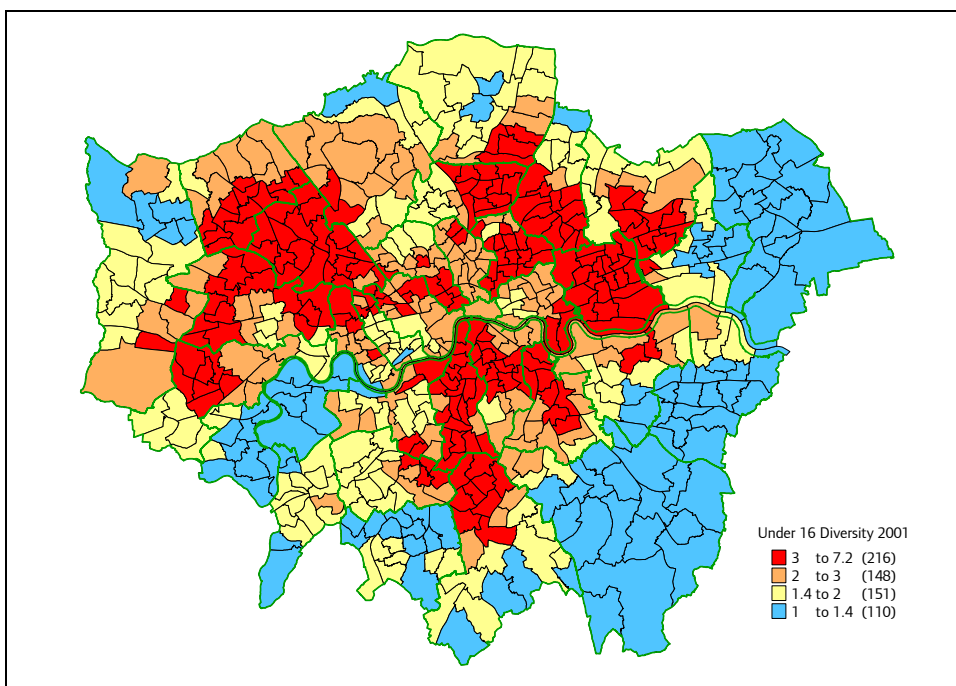 Under 16 Diversity 2001
3 to 7.2 (216)
2 to 3 (148)
1.4 to 2 (151)
1 to 1.4 (110)